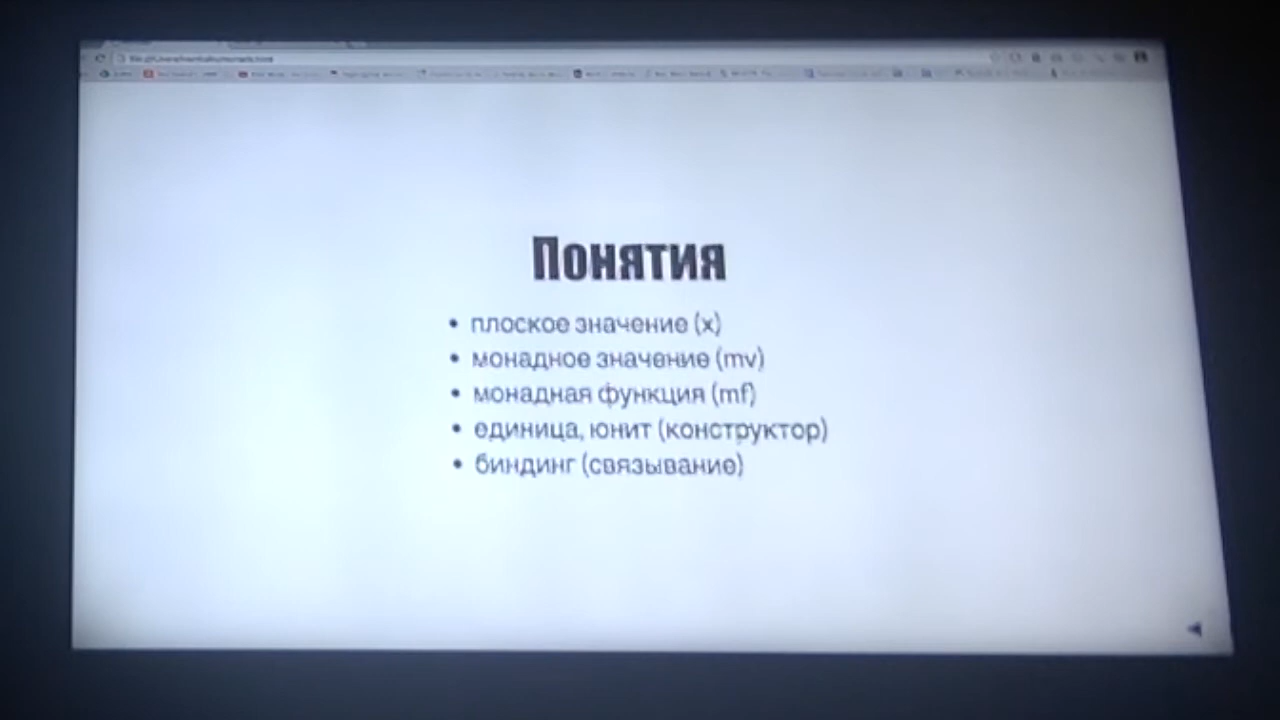 Понятия
• плоское значение (x)
• монадное значение (mv)
• монадная функция (mf)
• единица, юнит (конструктор)
• биндинг (связывание)